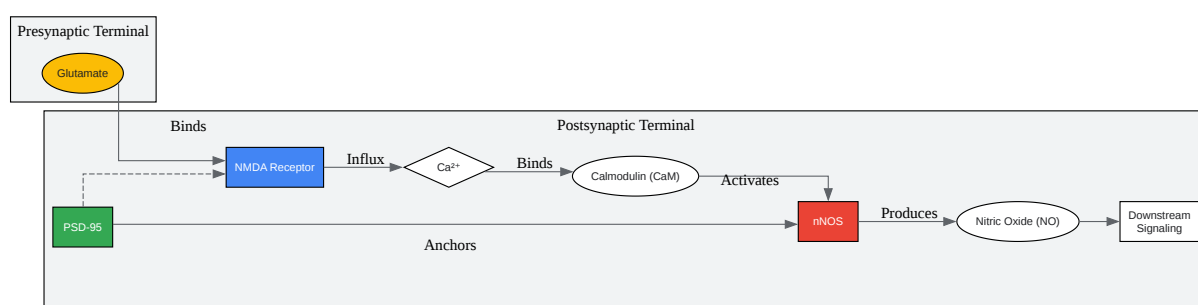 Presynaptic Terminal
Glutamate
Postsynaptic Terminal
Binds
NMDA Receptor
Influx
Ca²⁺
Binds
Calmodulin (CaM)
Activates
PSD-95
Anchors
nNOS
Produces
Nitric Oxide (NO)
Downstream
Signaling